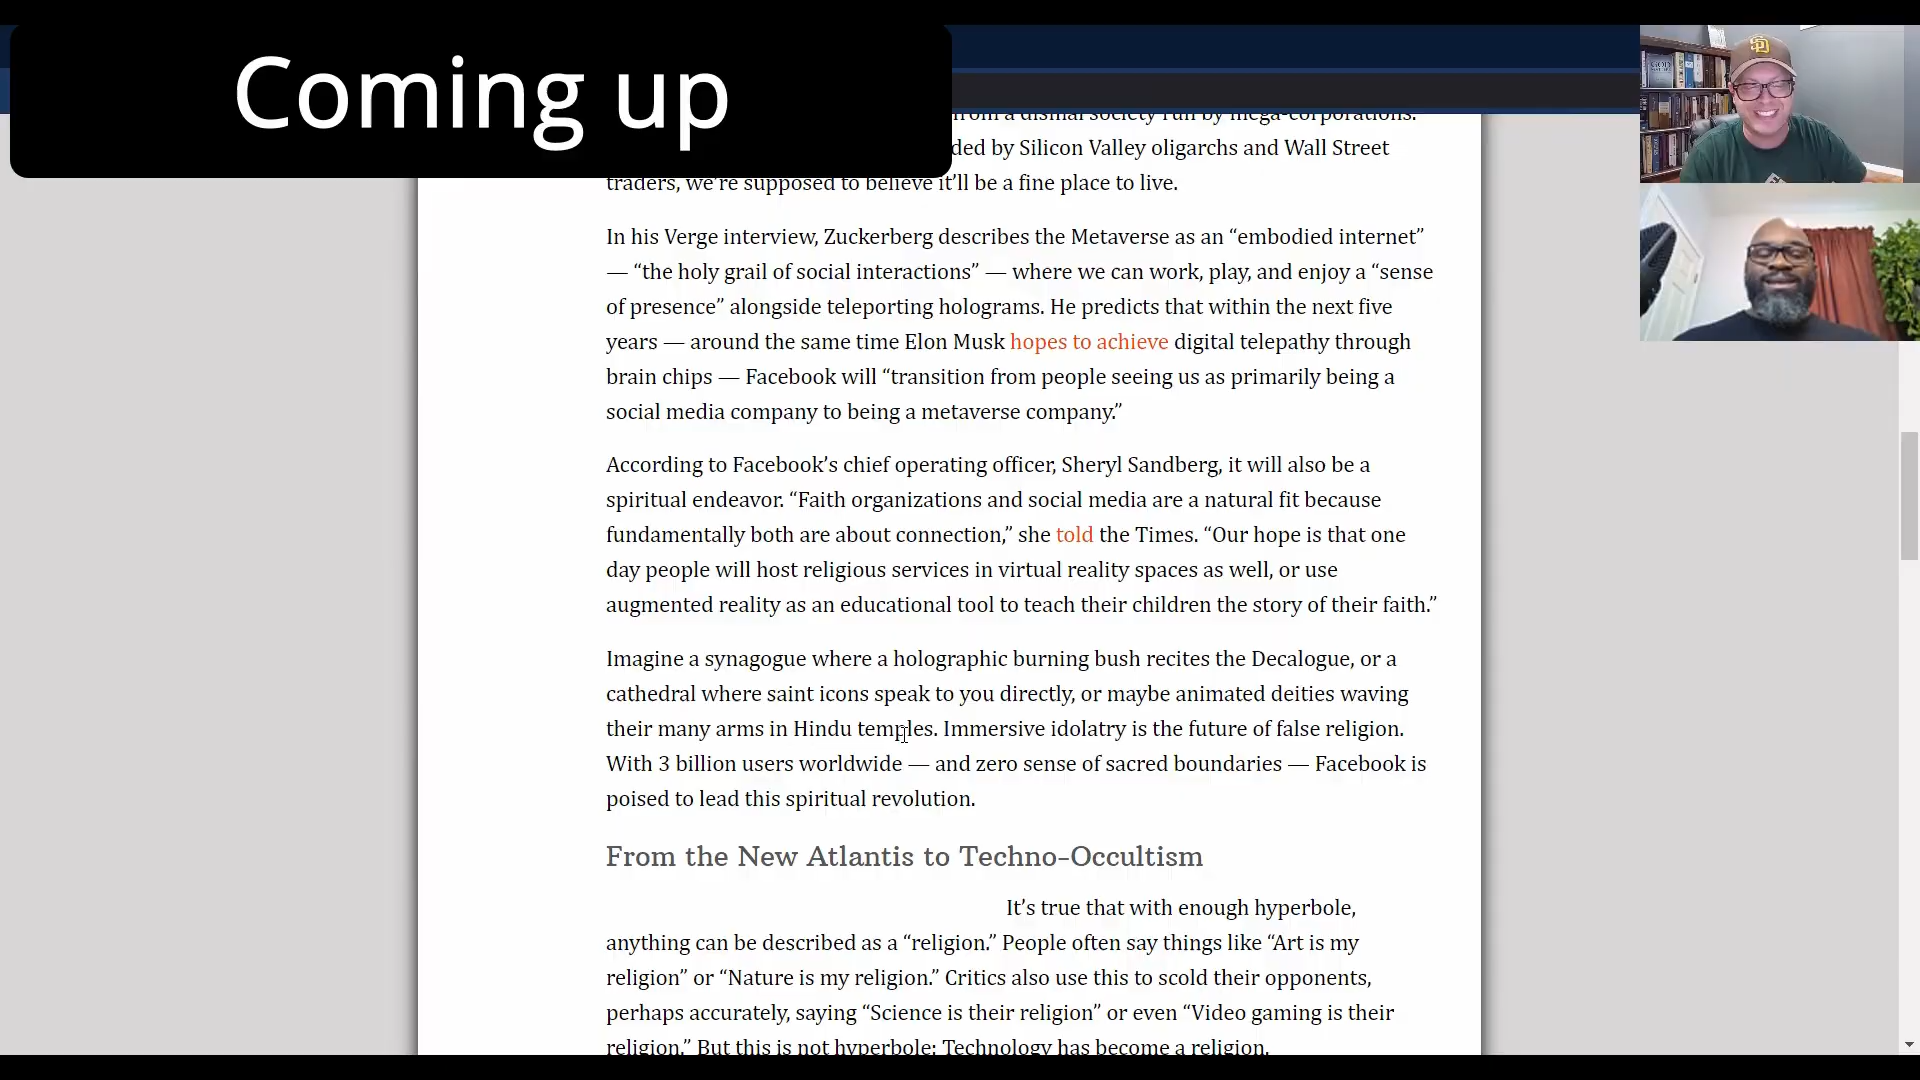 Coming up
from a dismal society run by mega-corporations.
ded by Silicon Valley oligarchs and Wall Street
traders, we’re supposed to believe it’ll be a fine place to live.
In his Verge interview, Zuckerberg describes the Metaverse as an “embodied internet”
— “the holy grail of social interactions” — where we can work, play, and enjoy a “sense
of presence” alongside teleporting holograms. He predicts that within the next five
years — around the same time Elon Musk hopes to achieve digital telepathy through
brain chips — Facebook will “transition from people seeing us as primarily being a
social media company to being a metaverse company.”
According to Facebook’s chief operating officer, Sheryl Sandberg, it will also be a
spiritual endeavor. “Faith organizations and social media are a natural fit because
fundamentally both are about connection,” she told the Times. “Our hope is that one
day people will host religious services in virtual reality spaces as well, or use
augmented reality as an educational tool to teach their children the story of their faith.”
Imagine a synagogue where a holographic burning bush recites the Decalogue, or a
cathedral where saint icons speak to you directly, or maybe animated deities waving
their many arms in Hindu temples. Immersive idolatry is the future of false religion.
With 3 billion users worldwide — and zero sense of sacred boundaries — Facebook is
poised to lead this spiritual revolution.
From the New Atlantis to Techno-Occultism
It’s true that with enough hyperbole,
anything can be described as a “religion.” People often say things like “Art is my
religion” or “Nature is my religion.” Critics also use this to scold their opponents,
perhaps accurately, saying “Science is their religion” or even “Video gaming is their
religion.” But this is not hyperbole: Technology has become a religion.
SD